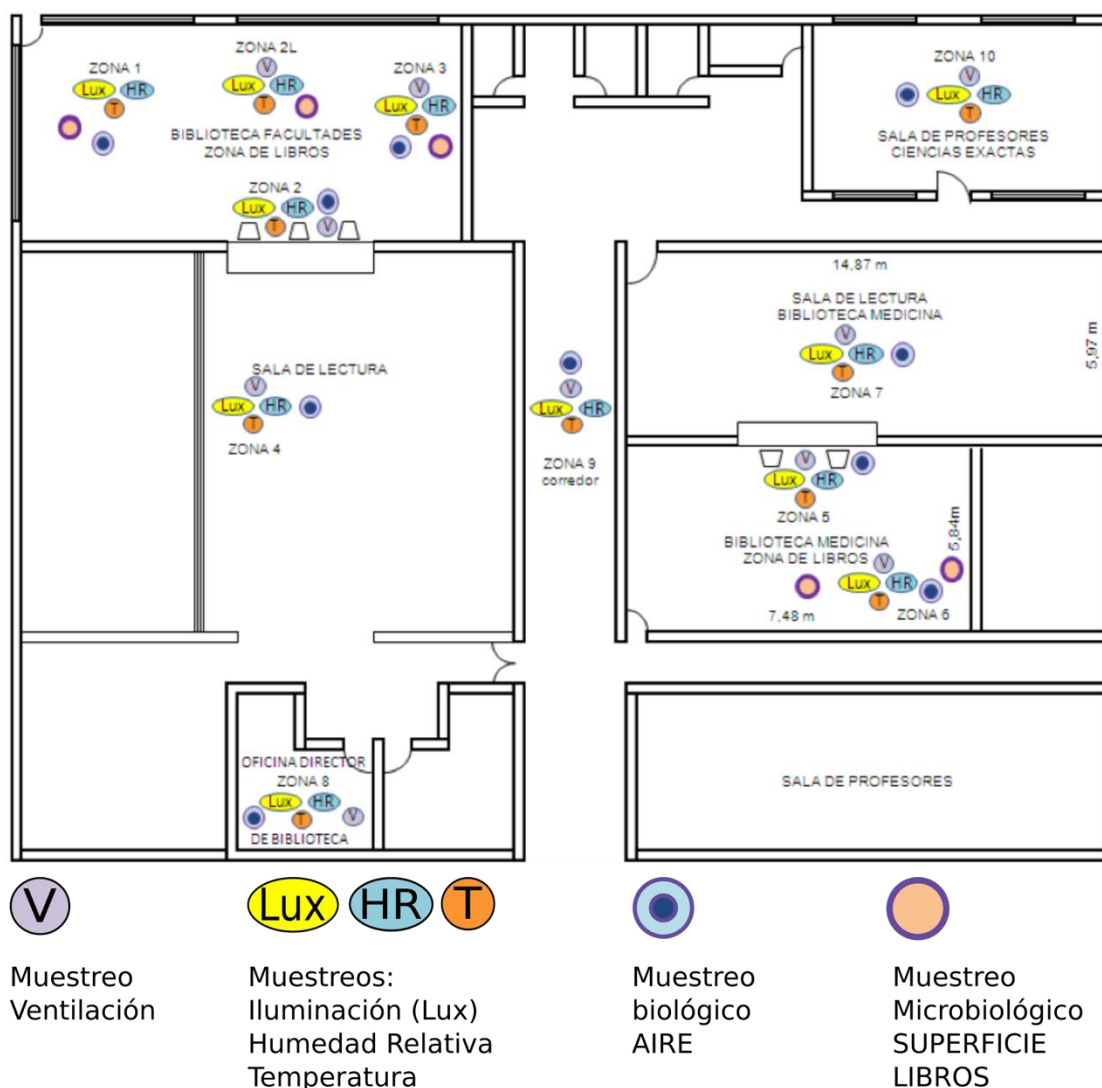 ZONA 1
Lux HR
T
ZONA 2L
V
Lux HR
T
ZONA 3
V
Lux HR
T
BIBLIOTECA FACULTADES
ZONA DE LIBROS
ZONA 2
Lux HR
T V
ZONA 10
V
Lux HR
T
SALA DE PROFESORES
CIENCIAS EXACTAS
14,87 m
SALA DE LECTURA
BIBLIOTECA MEDICINA
V
Lux HR
T
ZONA 7
5,97 m
SALA DE LECTURA
V
Lux HR
T
ZONA 4
V
Lux HR
T
ZONA 9
corredor
V
Lux HR
T
ZONA 5
BIBLIOTECA MEDICINA
ZONA DE LIBROS
V
Lux HR
T
ZONA 6
5,84m
7,48 m
OFICINA DIRECTOR
ZONA 8
Lux HR
T V
DE BIBLIOTECA
SALA DE PROFESORES
V
Muestreo
Ventilación
Lux HR T
Muestreos:
Iluminación (Lux)
Humedad Relativa
Temperatura
Muestreo
biológico
AIRE
Muestreo
Microbiológico
SUPERFICIE
LIBROS